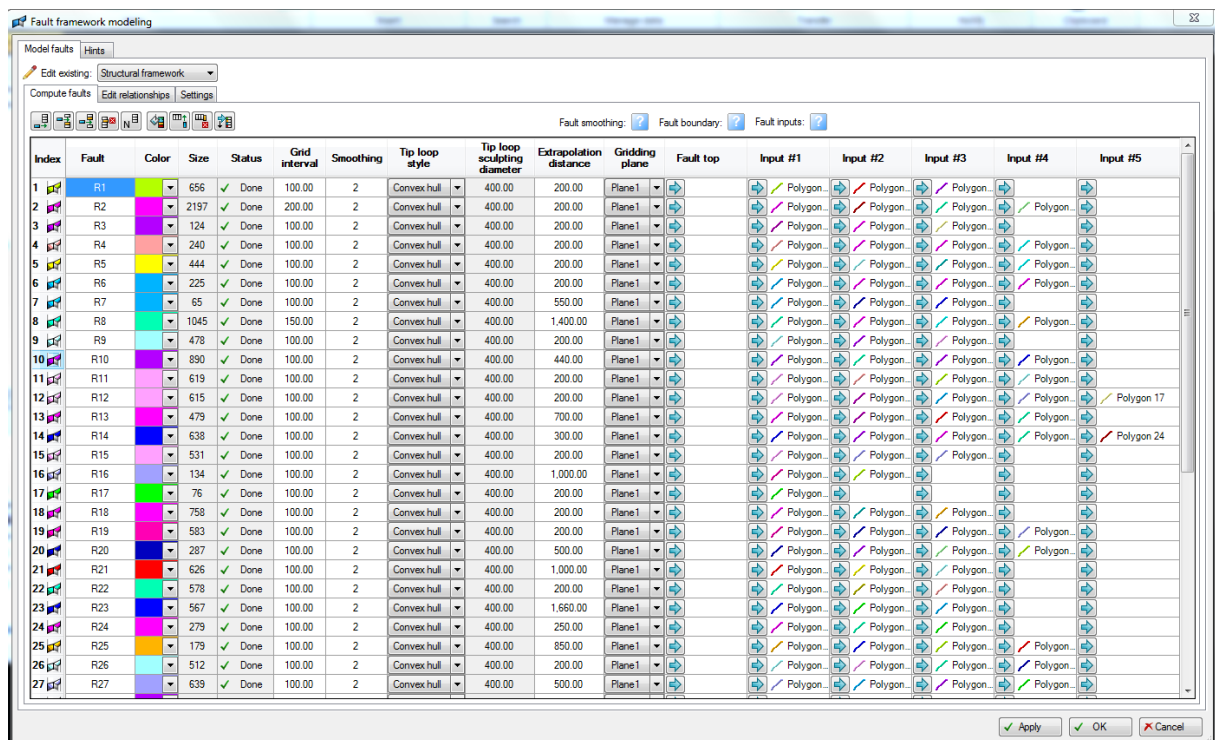 Fault framework modeling
Model faults Hints
Edit existing: Structural framework
Compute faults Edit relationships Settings
Fault smoothing: ? Fault boundary: ? Fault inputs: ?
Index Fault Color Size Status Grid interval Smoothing Tip loop style Tip loop sculpting diameter Extrapolation distance Gridding plane Fault top Input #1 Input #2 Input #3 Input #4 Input #5
1 R1 656 Done 100.00 2 Convex hull 400.00 200.00 Plane1 Polygon... Polygon... Polygon...
2 R2 2197 Done 200.00 2 Convex hull 400.00 200.00 Plane1 Polygon... Polygon... Polygon... Polygon...
3 R3 124 Done 100.00 2 Convex hull 400.00 200.00 Plane1 Polygon... Polygon... Polygon...
4 R4 240 Done 100.00 2 Convex hull 400.00 200.00 Plane1 Polygon... Polygon... Polygon... Polygon...
5 R5 444 Done 100.00 2 Convex hull 400.00 200.00 Plane1 Polygon... Polygon... Polygon... Polygon...
6 R6 225 Done 100.00 2 Convex hull 400.00 200.00 Plane1 Polygon... Polygon... Polygon... Polygon...
7 R7 65 Done 100.00 2 Convex hull 400.00 550.00 Plane1 Polygon... Polygon... Polygon...
8 R8 1045 Done 150.00 2 Convex hull 400.00 1,400.00 Plane1 Polygon... Polygon... Polygon... Polygon...
9 R9 478 Done 100.00 2 Convex hull 400.00 200.00 Plane1 Polygon... Polygon... Polygon...
10 R10 890 Done 100.00 2 Convex hull 400.00 440.00 Plane1 Polygon... Polygon... Polygon... Polygon...
11 R11 619 Done 100.00 2 Convex hull 400.00 200.00 Plane1 Polygon... Polygon... Polygon... Polygon...
12 R12 615 Done 100.00 2 Convex hull 400.00 200.00 Plane1 Polygon... Polygon... Polygon... Polygon... Polygon 17
13 R13 479 Done 100.00 2 Convex hull 400.00 700.00 Plane1 Polygon... Polygon... Polygon... Polygon...
14 R14 638 Done 100.00 2 Convex hull 400.00 300.00 Plane1 Polygon... Polygon... Polygon... Polygon... Polygon 24
15 R15 531 Done 100.00 2 Convex hull 400.00 200.00 Plane1 Polygon... Polygon... Polygon...
16 R16 134 Done 100.00 2 Convex hull 400.00 1,000.00 Plane1 Polygon... Polygon...
17 R17 76 Done 100.00 2 Convex hull 400.00 200.00 Plane1 Polygon...
18 R18 758 Done 100.00 2 Convex hull 400.00 200.00 Plane1 Polygon... Polygon... Polygon...
19 R19 583 Done 100.00 2 Convex hull 400.00 200.00 Plane1 Polygon... Polygon... Polygon... Polygon...
20 R20 287 Done 100.00 2 Convex hull 400.00 500.00 Plane1 Polygon... Polygon... Polygon... Polygon...
21 R21 626 Done 100.00 2 Convex hull 400.00 1,000.00 Plane1 Polygon... Polygon... Polygon...
22 R22 578 Done 100.00 2 Convex hull 400.00 200.00 Plane1 Polygon... Polygon... Polygon...
23 R23 567 Done 100.00 2 Convex hull 400.00 1,660.00 Plane1 Polygon... Polygon... Polygon...
24 R24 279 Done 100.00 2 Convex hull 400.00 250.00 Plane1 Polygon... Polygon... Polygon...
25 R25 179 Done 100.00 2 Convex hull 400.00 850.00 Plane1 Polygon... Polygon... Polygon... Polygon...
26 R26 512 Done 100.00 2 Convex hull 400.00 200.00 Plane1 Polygon... Polygon... Polygon... Polygon...
27 R27 639 Done 100.00 2 Convex hull 400.00 500.00 Plane1 Polygon... Polygon... Polygon... Polygon...
Apply OK Cancel